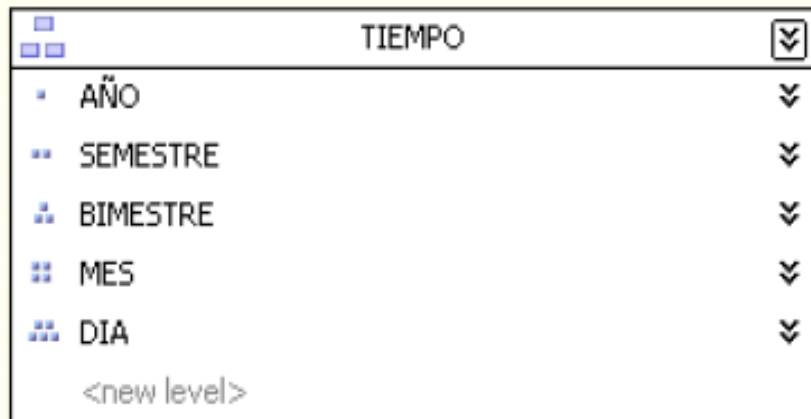 TIEMPO
AÑO
SEMESTRE
BIMESTRE
MES
DIA
<new level>